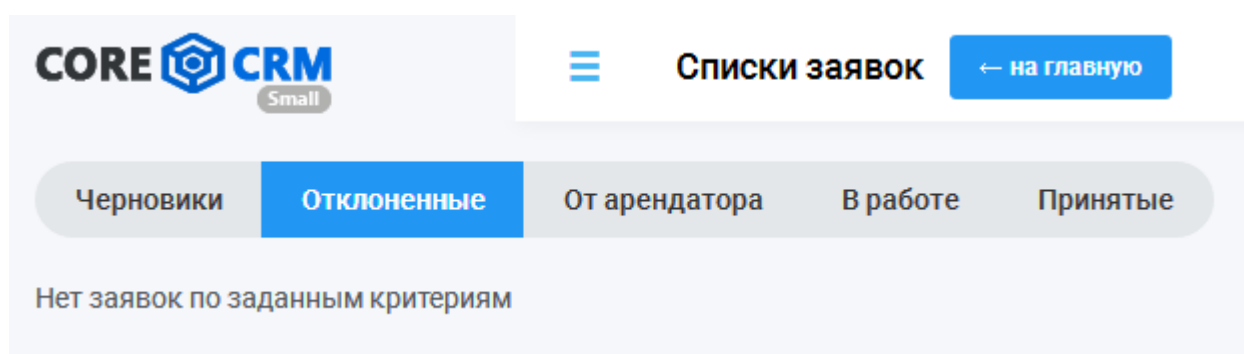 CORE CRM
Small
Списки заявок
← на главную
Черновики
Отклоненные
От арендатора
В работе
Принятые
Нет заявок по заданным критериям